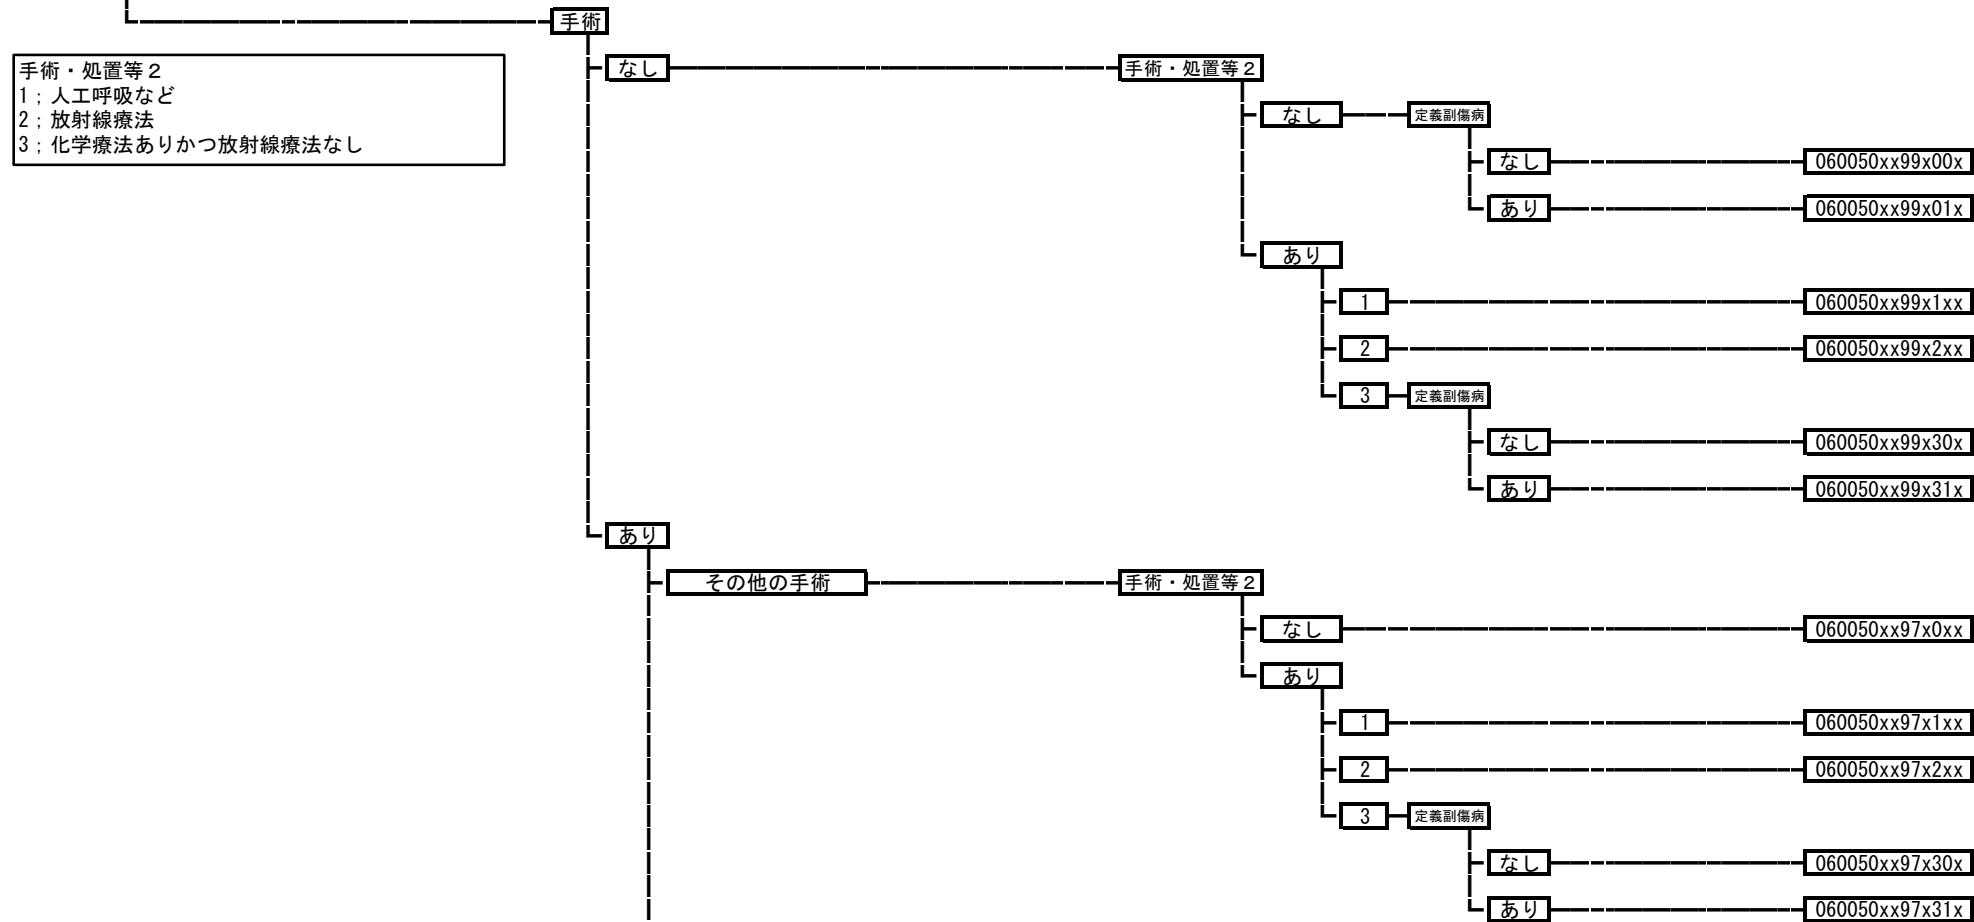 手術
手術・処置等２
1；人工呼吸など
2；放射線療法
3；化学療法ありかつ放射線療法なし
なし
手術・処置等２
なし
定義副傷病
なし
060050xx99x00x
あり
060050xx99x01x
あり
1
060050xx99x1xx
2
060050xx99x2xx
3
定義副傷病
なし
060050xx99x30x
あり
060050xx99x31x
あり
その他の手術
手術・処置等２
なし
060050xx97x0xx
あり
1
060050xx97x1xx
2
060050xx97x2xx
3
定義副傷病
なし
060050xx97x30x
あり
060050xx97x31x